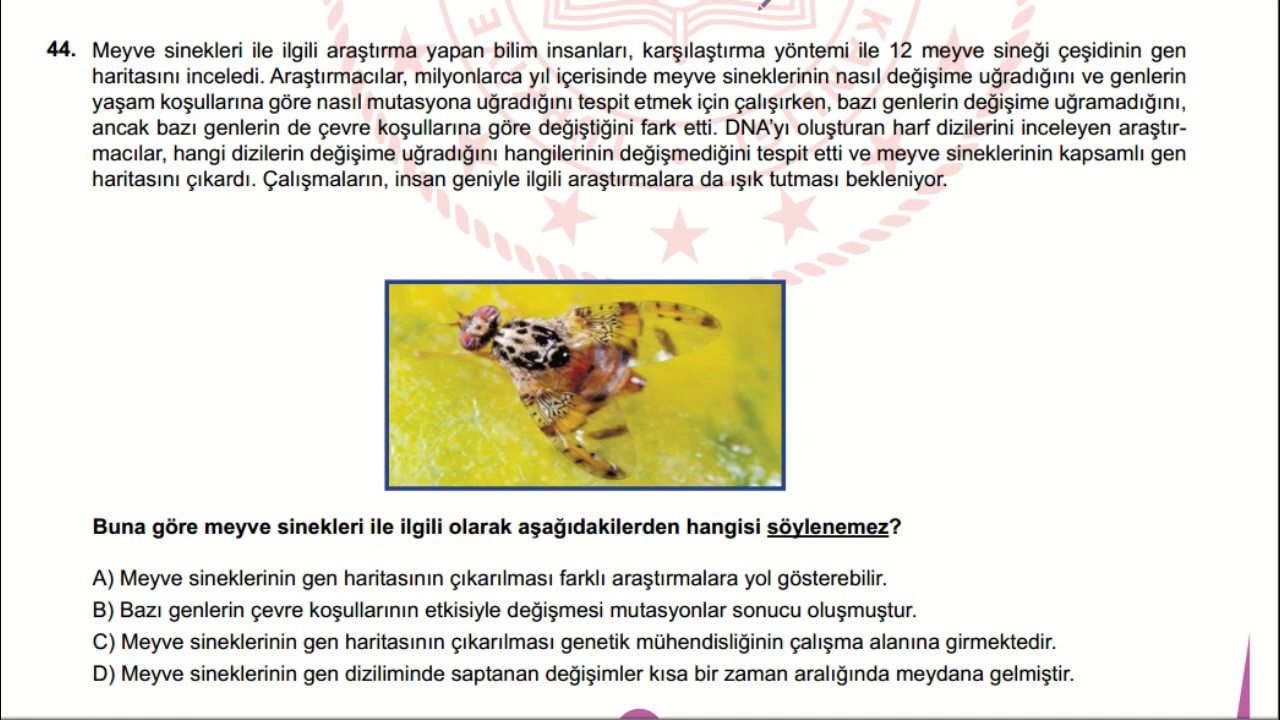 44. Meyve sinekleri ile ilgili araştırma yapan bilim insanları, karşılaştırma yöntemi ile 12 meyve sineği çeşidinin gen
haritasını inceledi. Araştırmacılar, milyonlarca yıl içerisinde meyve sineklerinin nasıl değişime uğradığını ve genlerin
yaşam koşullarına göre nasıl mutasyona uğradığını tespit etmek için çalışırken, bazı genlerin değişime uğramadığını,
ancak bazı genlerin de çevre koşullarına göre değiştiğini fark etti. DNA'yı oluşturan harf dizilerini inceleyen araştır-
macılar, hangi dizilerin değişime uğradığını hangilerinin değişmediğini tespit etti ve meyve sineklerinin kapsamlı gen
haritasını çıkardı. Çalışmaların, insan geniyle ilgili araştırmalara da ışık tutması bekleniyor.
Buna göre meyve sinekleri ile ilgili olarak aşağıdakilerden hangisi söylenemez?
A) Meyve sineklerinin gen haritasının çıkarılması farklı araştırmalara yol gösterebilir.
B) Bazı genlerin çevre koşullarının etkisiyle değişmesi mutasyonlar sonucu oluşmuştur.
C) Meyve sineklerinin gen haritasının çıkarılması genetik mühendisliğinin çalışma alanına girmektedir.
D) Meyve sineklerinin gen diziliminde saptanan değişimler kısa bir zaman aralığında meydana gelmiştir.